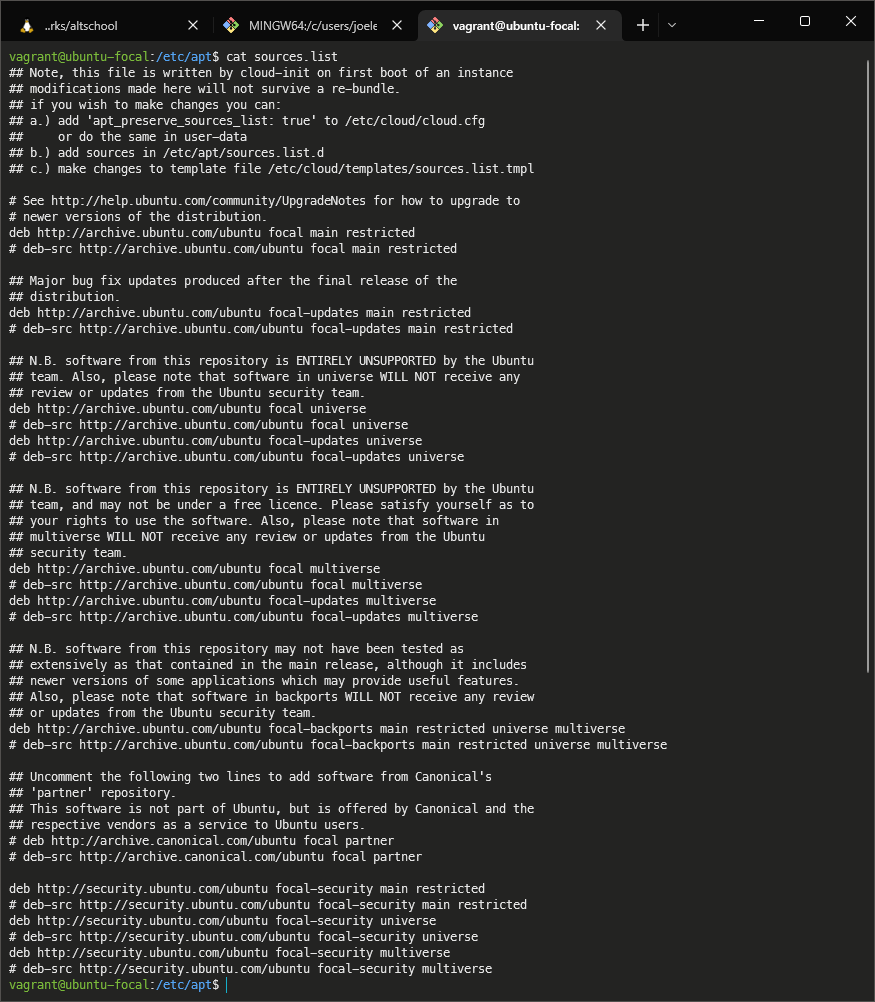 ..rks/altschool
MINGW64:/c/users/joele
vagrant@ubuntu-focal:
vagrant@ubuntu-focal:/etc/apt$ cat sources.list
## Note, this file is written by cloud-init on first boot of an instance
## modifications made here will not survive a re-bundle.
## if you wish to make changes you can:
## a.) add 'apt_preserve_sources_list: true' to /etc/cloud/cloud.cfg
##     or do the same in user-data
## b.) add sources in /etc/apt/sources.list.d
## c.) make changes to template file /etc/cloud/templates/sources.list.tmpl

# See http://help.ubuntu.com/community/UpgradeNotes for how to upgrade to
# newer versions of the distribution.
deb http://archive.ubuntu.com/ubuntu focal main restricted
# deb-src http://archive.ubuntu.com/ubuntu focal main restricted

## Major bug fix updates produced after the final release of the
## distribution.
deb http://archive.ubuntu.com/ubuntu focal-updates main restricted
# deb-src http://archive.ubuntu.com/ubuntu focal-updates main restricted

## N.B. software from this repository is ENTIRELY UNSUPPORTED by the Ubuntu
## team. Also, please note that software in universe WILL NOT receive any
## review or updates from the Ubuntu security team.
deb http://archive.ubuntu.com/ubuntu focal universe
# deb-src http://archive.ubuntu.com/ubuntu focal universe
deb http://archive.ubuntu.com/ubuntu focal-updates universe
# deb-src http://archive.ubuntu.com/ubuntu focal-updates universe

## N.B. software from this repository is ENTIRELY UNSUPPORTED by the Ubuntu
## team, and may not be under a free licence. Please satisfy yourself as to
## your rights to use the software. Also, please note that software in
## multiverse WILL NOT receive any review or updates from the Ubuntu
## security team.
deb http://archive.ubuntu.com/ubuntu focal multiverse
# deb-src http://archive.ubuntu.com/ubuntu focal multiverse
deb http://archive.ubuntu.com/ubuntu focal-updates multiverse
# deb-src http://archive.ubuntu.com/ubuntu focal-updates multiverse

## N.B. software from this repository may not have been tested as
## extensively as that contained in the main release, although it includes
## newer versions of some applications which may provide useful features.
## Also, please note that software in backports WILL NOT receive any review
## or updates from the Ubuntu security team.
deb http://archive.ubuntu.com/ubuntu focal-backports main restricted universe multiverse
# deb-src http://archive.ubuntu.com/ubuntu focal-backports main restricted universe multiverse

## Uncomment the following two lines to add software from Canonical's
## 'partner' repository.
## This software is not part of Ubuntu, but is offered by Canonical and the
## respective vendors as a service to Ubuntu users.
# deb http://archive.canonical.com/ubuntu focal partner
# deb-src http://archive.canonical.com/ubuntu focal partner

deb http://security.ubuntu.com/ubuntu focal-security main restricted
# deb-src http://security.ubuntu.com/ubuntu focal-security main restricted
deb http://security.ubuntu.com/ubuntu focal-security universe
# deb-src http://security.ubuntu.com/ubuntu focal-security universe
deb http://security.ubuntu.com/ubuntu focal-security multiverse
# deb-src http://security.ubuntu.com/ubuntu focal-security multiverse
vagrant@ubuntu-focal:/etc/apt$